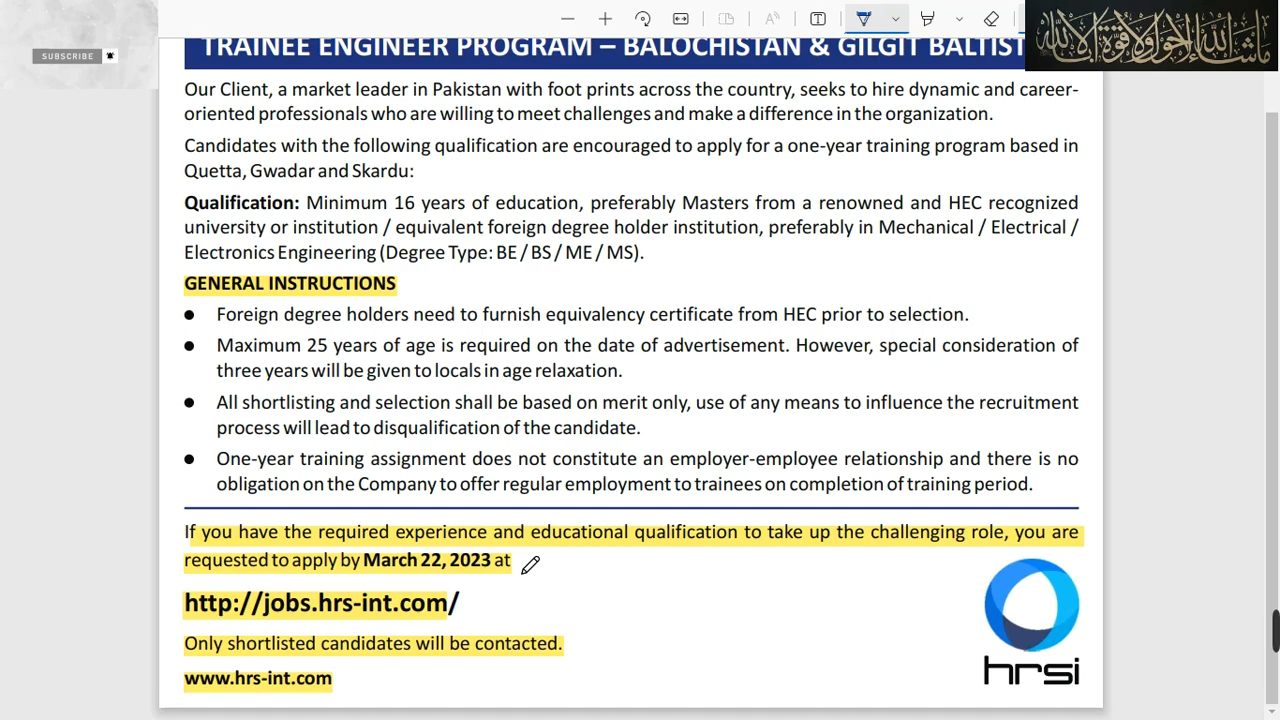 SUBSCRIBE
ما شاء الله لا حول ولا قوة إلا بالله
TRAINEE ENGINEER PROGRAM – BALOCHISTAN & GILGIT BALTIST
Our Client, a market leader in Pakistan with foot prints across the country, seeks to hire dynamic and career-
oriented professionals who are willing to meet challenges and make a difference in the organization.
Candidates with the following qualification are encouraged to apply for a one-year training program based in
Quetta, Gwadar and Skardu:
Qualification: Minimum 16 years of education, preferably Masters from a renowned and HEC recognized
university or institution / equivalent foreign degree holder institution, preferably in Mechanical / Electrical /
Electronics Engineering (Degree Type: BE / BS / ME / MS).
GENERAL INSTRUCTIONS
● Foreign degree holders need to furnish equivalency certificate from HEC prior to selection.
● Maximum 25 years of age is required on the date of advertisement. However, special consideration of
three years will be given to locals in age relaxation.
● All shortlisting and selection shall be based on merit only, use of any means to influence the recruitment
process will lead to disqualification of the candidate.
● One-year training assignment does not constitute an employer-employee relationship and there is no
obligation on the Company to offer regular employment to trainees on completion of training period.
If you have the required experience and educational qualification to take up the challenging role, you are
requested to apply by March 22, 2023 at
http://jobs.hrs-int.com/
Only shortlisted candidates will be contacted.
www.hrs-int.com
hrsi